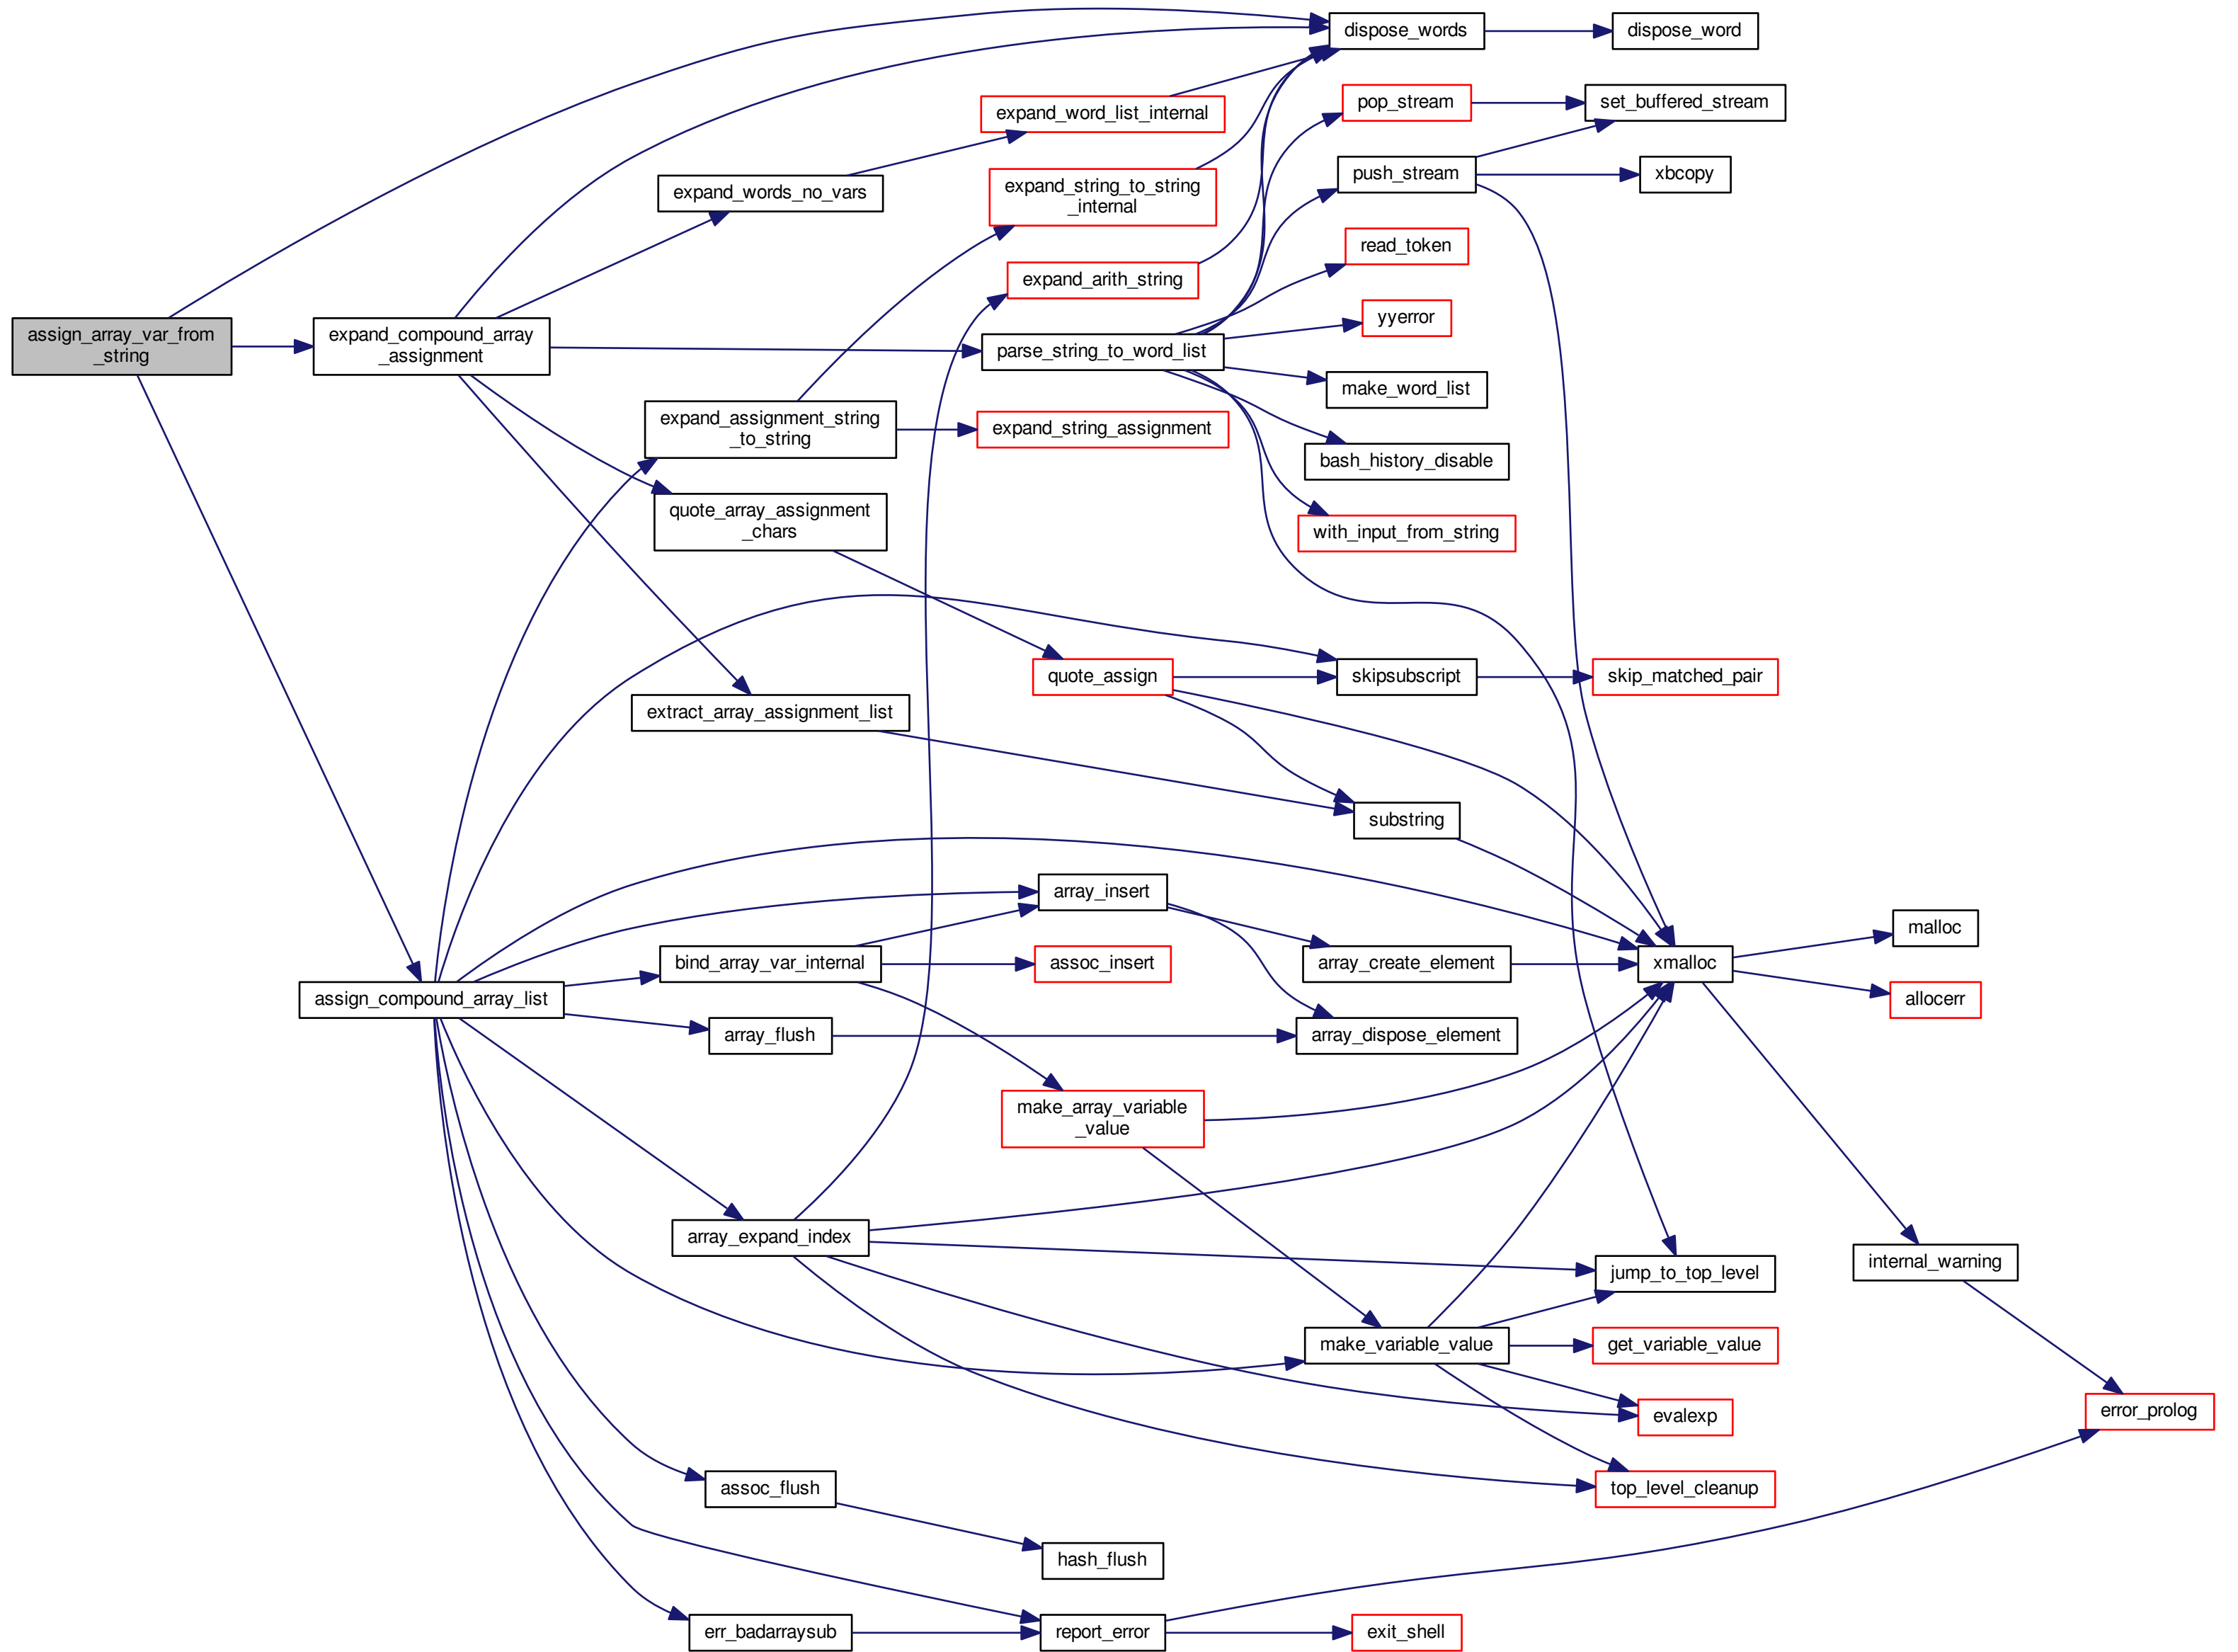 dispose_words
dispose_word
expand_word_list_internal
pop_stream
set_buffered_stream
expand_words_no_vars
expand_string_to_string
_internal
push_stream
xbcopy
read_token
expand_arith_string
assign_array_var_from
_string
expand_compound_array
_assignment
parse_string_to_word_list
yyerror
make_word_list
expand_assignment_string
_to_string
expand_string_assignment
bash_history_disable
quote_array_assignment
_chars
with_input_from_string
quote_assign
skipsubscript
skip_matched_pair
extract_array_assignment_list
substring
array_insert
malloc
bind_array_var_internal
assoc_insert
array_create_element
xmalloc
assign_compound_array_list
allocerr
array_flush
array_dispose_element
make_array_variable
_value
array_expand_index
jump_to_top_level
internal_warning
make_variable_value
get_variable_value
evalexp
error_prolog
assoc_flush
top_level_cleanup
hash_flush
err_badarraysub
report_error
exit_shell